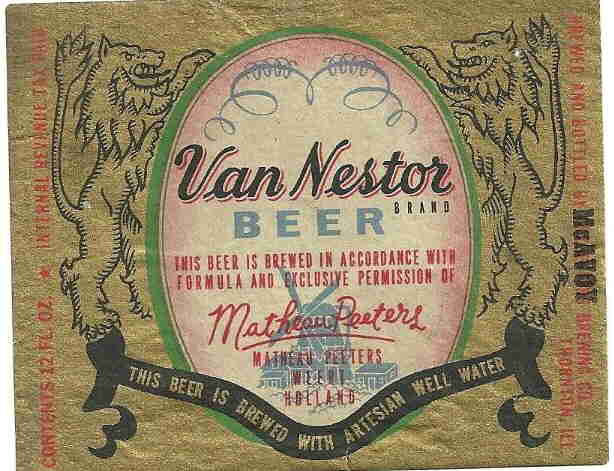 Van Nestor
BRAND
BEER
THIS BEER IS BREWED IN ACCORDANCE WITH
FORMULA AND EXCLUSIVE PERMISSION OF
Matheau Peeters
MATHEAU PEETERS
WEERT
HOLLAND
THIS BEER IS BREWED WITH ARTESIAN WELL WATER
CONTENTS 12 FL. OZ. ★ INTERNAL REVENUE TAX PAID
BREWED AND BOTTLED BY McAVOY BREWING CO.
THORNTON ILL